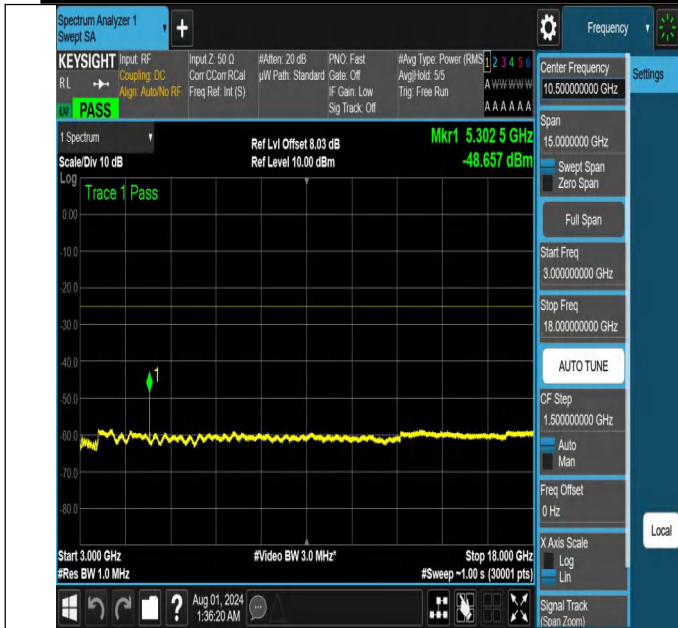 Spectrum Analyzer 1
Swept SA
+
Frequency
KEYSIGHT
RL
PASS
Input: RF
Coupling: DC
Align: Auto/No RF
Input Z: 50 Ω
Corr CCorr RCal
Freq Ref: Int (S)
#Atten: 20 dB
µW Path: Standard
PNO: Fast
Gate: Off
IF Gain: Low
Sig Track: Off
#Avg Type: Power (RMS
Avg|Hold: 5/5
Trig: Free Run
1 2 3 4 5 6
A W W W W W
A A A A A A
1 Spectrum
Scale/Div 10 dB
Ref Lvl Offset 8.03 dB
Ref Level 10.00 dBm
Mkr1 5.302 5 GHz
-48.657 dBm
Log
Trace 1 Pass
0.00
-10.0
-20.0
-30.0
-40.0
-50.0
-60.0
-70.0
-80.0
1
Start 3.000 GHz
#Res BW 1.0 MHz
#Video BW 3.0 MHz*
Stop 18.000 GHz
#Sweep ~1.00 s (30001 pts)
?
Aug 01, 2024
1:36:20 AM
Center Frequency
10.500000000 GHz
Settings
Span
15.0000000 GHz
Swept Span
Zero Span
Full Span
Start Freq
3.000000000 GHz
Stop Freq
18.000000000 GHz
AUTO TUNE
CF Step
1.500000000 GHz
Auto
Man
Freq Offset
0 Hz
Local
X Axis Scale
Log
Lin
Signal Track
(Span Zoom)